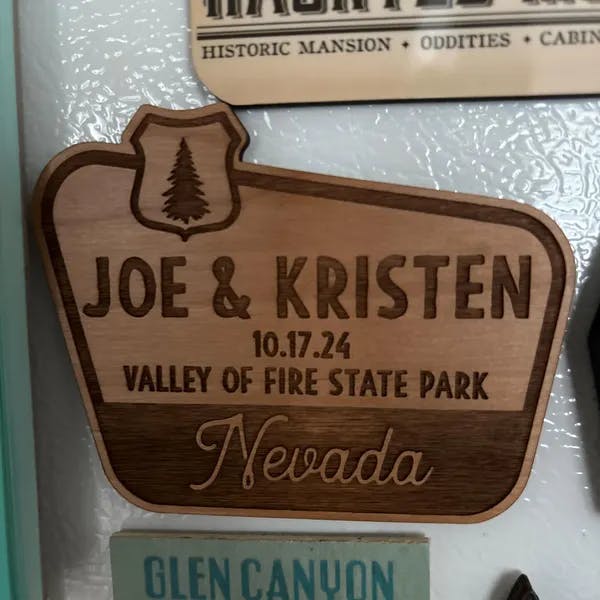 HISTORIC MANSION • ODDITIES • CABIN
JOE & KRISTEN
10.17.24
VALLEY OF FIRE STATE PARK
Nevada
GLEN CANYON